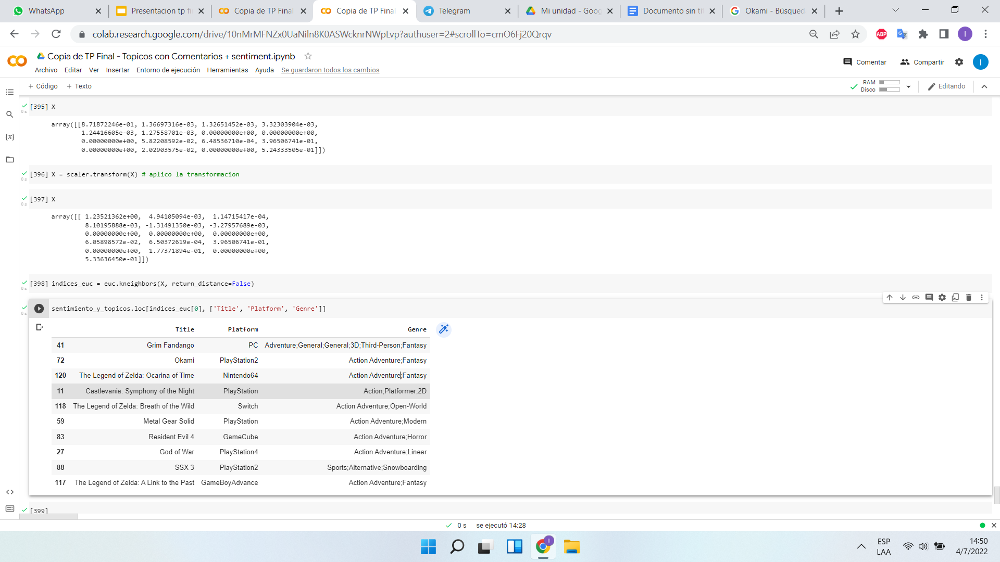 WhatsApp
Presentacion tp fi
Copia de TP Final
Copia de TP Final
Telegram
Mi unidad - Goog
Documento sin tí
Okami - Búsqued
colab.research.google.com/drive/10nMrMFNZx0UaNiln8K0ASWcknrNWpLvp?authuser=2#scrollTo=cmO6Fj20Qrqv
ABP
I
Copia de TP Final - Topicos con Comentarios + sentiment.ipynb
Archivo Editar Ver Insertar Entorno de ejecución Herramientas Ayuda Se guardaron todos los cambios
Comentar
Compartir
I
+ Código + Texto
RAM
Disco
Editando
[395] X
0 s
array([[8.71872246e-01, 1.36697316e-03, 1.32651452e-03, 3.32303904e-03,
1.24416605e-03, 1.27558701e-03, 0.00000000e+00, 0.00000000e+00,
0.00000000e+00, 5.82208592e-02, 6.48536710e-04, 3.96506741e-01,
0.00000000e+00, 2.02903575e-02, 0.00000000e+00, 5.24333505e-01]])
[396] X = scaler.transform(X) # aplico la transformacion
0 s
[397] X
0 s
array([[ 1.23521362e+00, 4.94105094e-03, 1.14715417e-04,
8.10195888e-03, -1.31491350e-03, -3.27957689e-03,
0.00000000e+00, 0.00000000e+00, 0.00000000e+00,
6.05898572e-02, 6.50372619e-04, 3.96506741e-01,
0.00000000e+00, 1.77371894e-01, 0.00000000e+00,
5.33636450e-01]])
[398] indices_euc = euc.kneighbors(X, return_distance=False)
0 s
sentimiento_y_topicos.loc[indices_euc[0], ['Title', 'Platform', 'Genre']]
0 s
Title Platform Genre
41 Grim Fandango PC Adventure;General;General;3D;Third-Person;Fantasy
72 Okami PlayStation2 Action Adventure;Fantasy
120 The Legend of Zelda: Ocarina of Time Nintendo64 Action Adventure;Fantasy
11 Castlevania: Symphony of the Night PlayStation Action;Platformer;2D
118 The Legend of Zelda: Breath of the Wild Switch Action Adventure;Open-World
59 Metal Gear Solid PlayStation Action Adventure;Modern
83 Resident Evil 4 GameCube Action Adventure;Horror
27 God of War PlayStation4 Action Adventure;Linear
88 SSX 3 PlayStation2 Sports;Alternative;Snowboarding
117 The Legend of Zelda: A Link to the Past GameBoyAdvance Action Adventure;Fantasy
[399]
0 s se ejecutó 14:28
ESP
LAA
14:50
4/7/2022